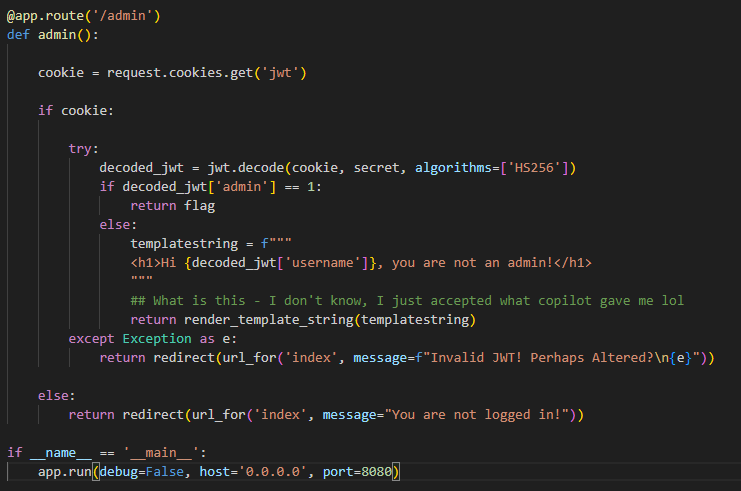 @app.route('/admin')
def admin():
cookie = request.cookies.get('jwt')
if cookie:
try:
decoded_jwt = jwt.decode(cookie, secret, algorithms=['HS256'])
if decoded_jwt['admin'] == 1:
return flag
else:
templatestring = f"""
<h1>Hi {decoded_jwt['username']}, you are not an admin!</h1>
"""
## What is this - I don't know, I just accepted what copilot gave me lol
return render_template_string(templatestring)
except Exception as e:
return redirect(url_for('index', message=f"Invalid JWT! Perhaps Altered?\n{e}"))
else:
return redirect(url_for('index', message="You are not logged in!"))
if __name__ == '__main__':
app.run(debug=False, host='0.0.0.0', port=8080)